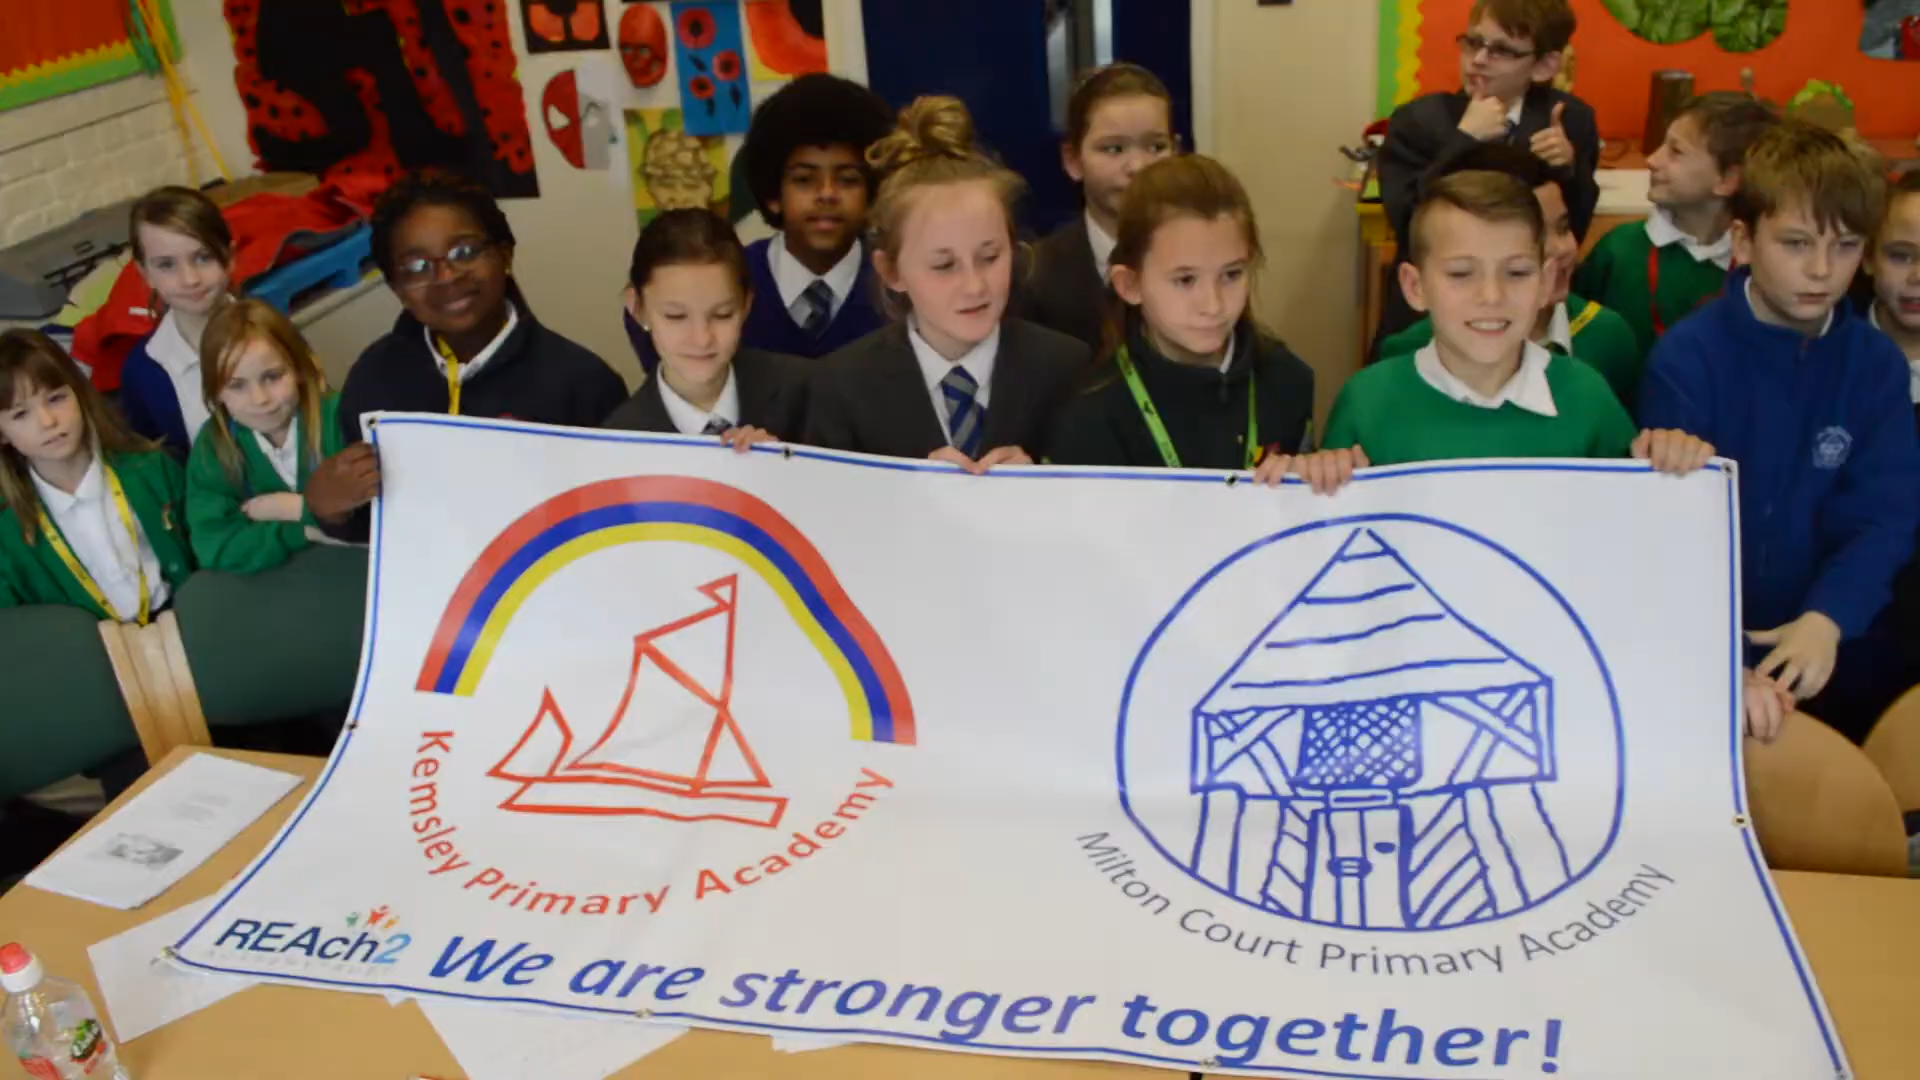 Kemsley Primary Academy
Milton Court Primary Academy
REAch2
We are stronger together!